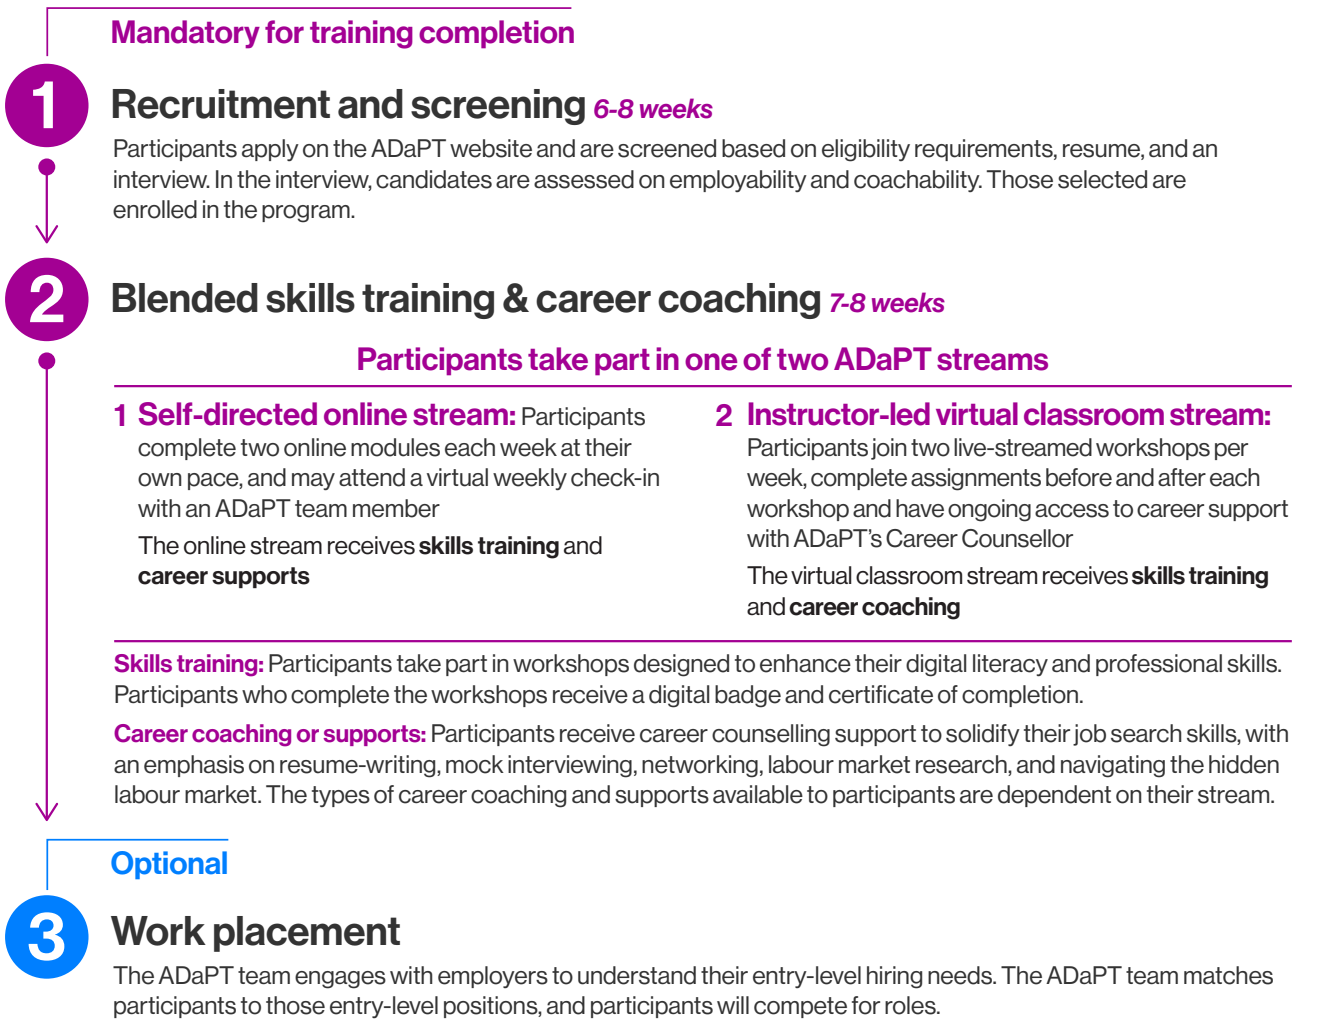 Mandatory for training completion
1
Recruitment and screening 6-8 weeks
Participants apply on the ADaPT website and are screened based on eligibility requirements, resume, and an
interview. In the interview, candidates are assessed on employability and coachability. Those selected are
enrolled in the program.
2
Blended skills training & career coaching 7-8 weeks
Participants take part in one of two ADaPT streams
1 Self-directed online stream: Participants
complete two online modules each week at their
own pace, and may attend a virtual weekly check-in
with an ADaPT team member
The online stream receives skills training and
career supports
2 Instructor-led virtual classroom stream:
Participants join two live-streamed workshops per
week, complete assignments before and after each
workshop and have ongoing access to career support
with ADaPT's Career Counsellor
The virtual classroom stream receives skills training
and career coaching
Skills training: Participants take part in workshops designed to enhance their digital literacy and professional skills.
Participants who complete the workshops receive a digital badge and certificate of completion.
Career coaching or supports: Participants receive career counselling support to solidify their job search skills, with
an emphasis on resume-writing, mock interviewing, networking, labour market research, and navigating the hidden
labour market. The types of career coaching and supports available to participants are dependent on their stream.
Optional
3
Work placement
The ADaPT team engages with employers to understand their entry-level hiring needs. The ADaPT team matches
participants to those entry-level positions, and participants will compete for roles.